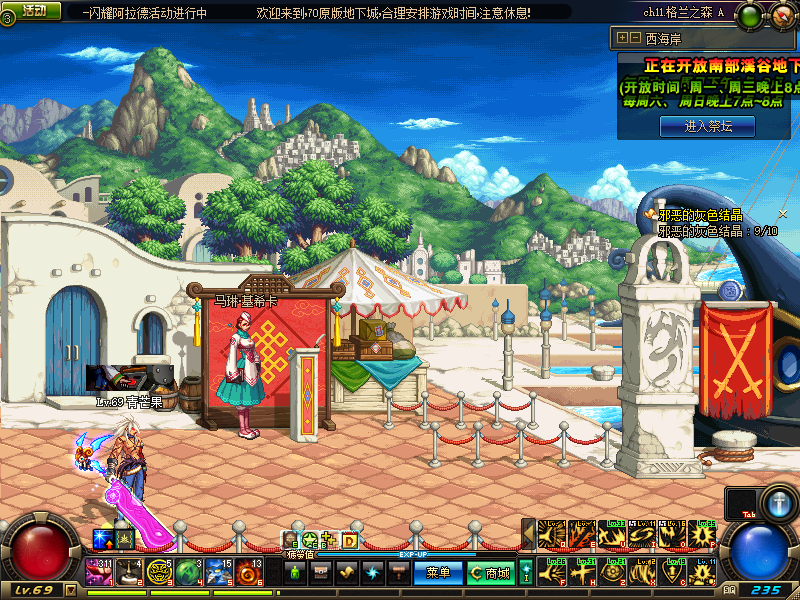 活动
一闪耀阿拉德活动进行中
欢迎来到:70原版地下城,合理安排游戏时间,注意休息!
ch11.格兰之森 A
西海岸
正在开放南部溪谷地下
(开放时间:周一、周三晚上8点
每周六、周日晚上7点~8点
进入祭坛
邪恶的灰色结晶
邪恶的灰色结晶:9/10
马琳·基希卡
Lv.69 青芒果
疲劳值
EXP-UP
Tab
菜单
商城
Lv.69
SP
235